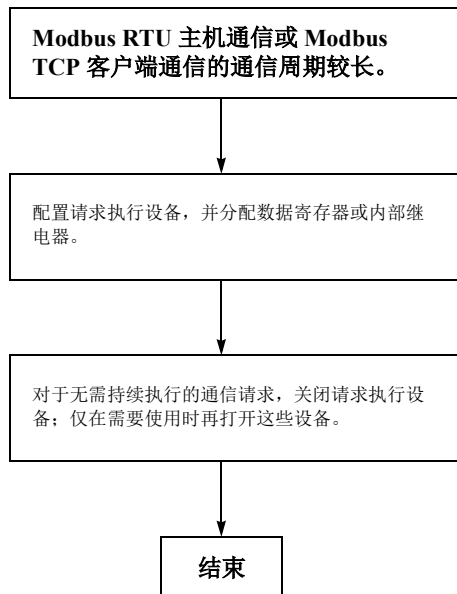 Modbus RTU 主机通信或 Modbus
TCP 客户端通信的通信周期较长。
配置请求执行设备，并分配数据寄存器或内部继
电器。
对于无需持续执行的通信请求，关闭请求执行设
备；仅在需要使用时再打开这些设备。
结束